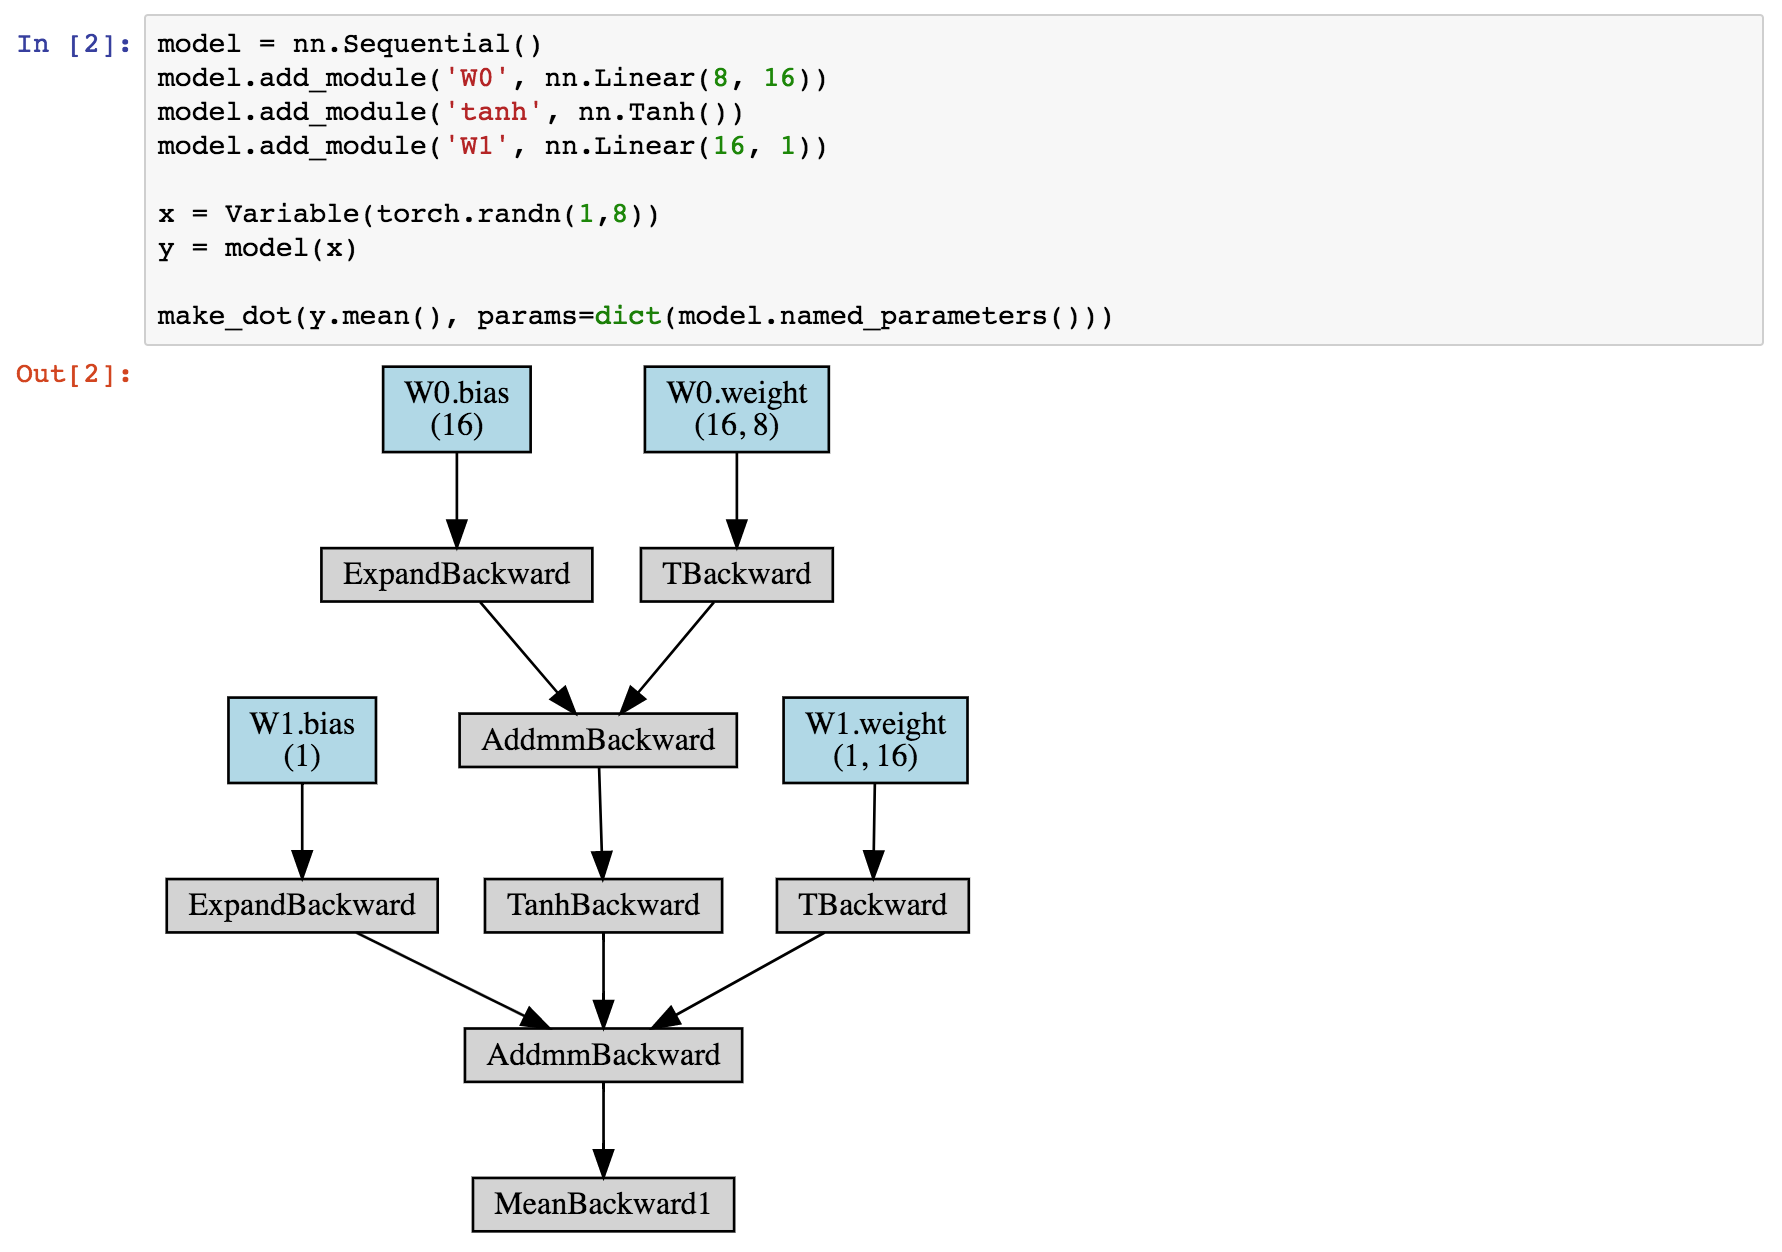 In [2]:
model = nn.Sequential()
model.add_module('W0', nn.Linear(8, 16))
model.add_module('tanh', nn.Tanh())
model.add_module('W1', nn.Linear(16, 1))
x = Variable(torch.randn(1,8))
y = model(x)
make_dot(y.mean(), params=dict(model.named_parameters()))
Out[2]:
W0.bias
(16)
W0.weight
(16, 8)
ExpandBackward
TBackward
AddmmBackward
W1.bias
(1)
W1.weight
(1, 16)
ExpandBackward
TanhBackward
TBackward
AddmmBackward
MeanBackward1